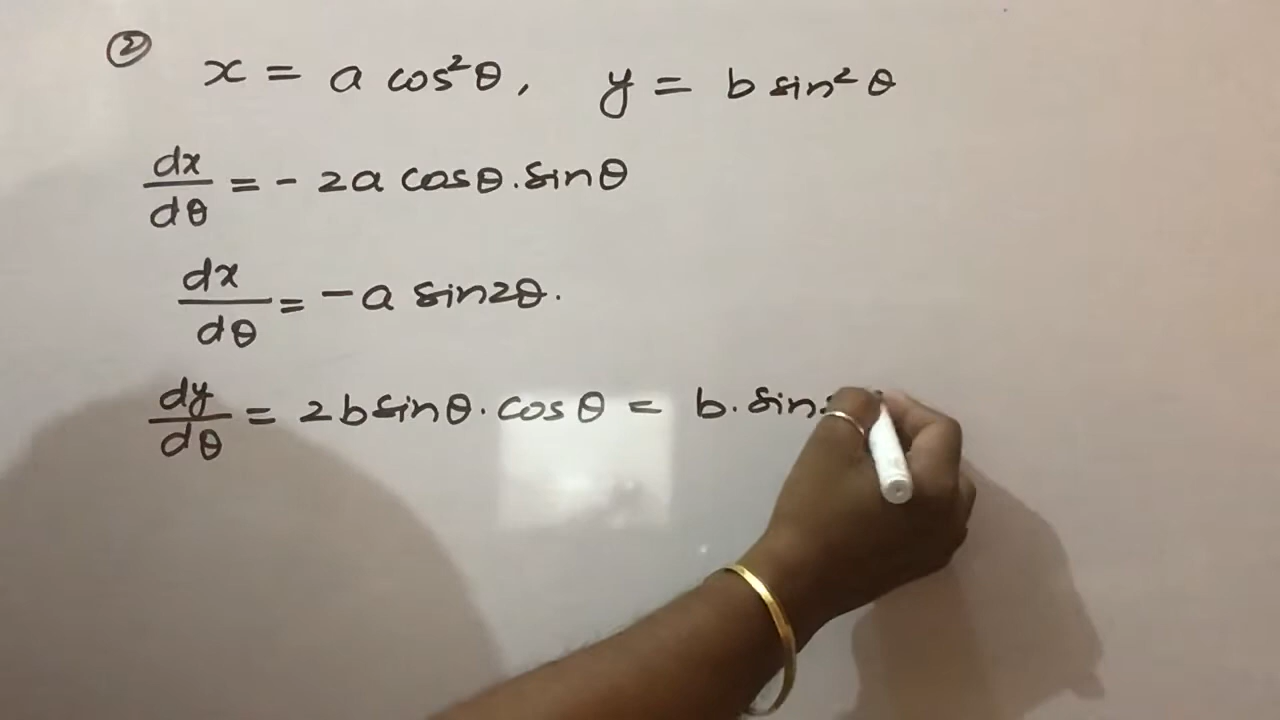 ② x = a cos²θ, y = b sin²θ
dx/dθ = - 2a cosθ. sinθ
dx/dθ = -a sin2θ.
dy/dθ = 2b sinθ. cosθ = b. sin